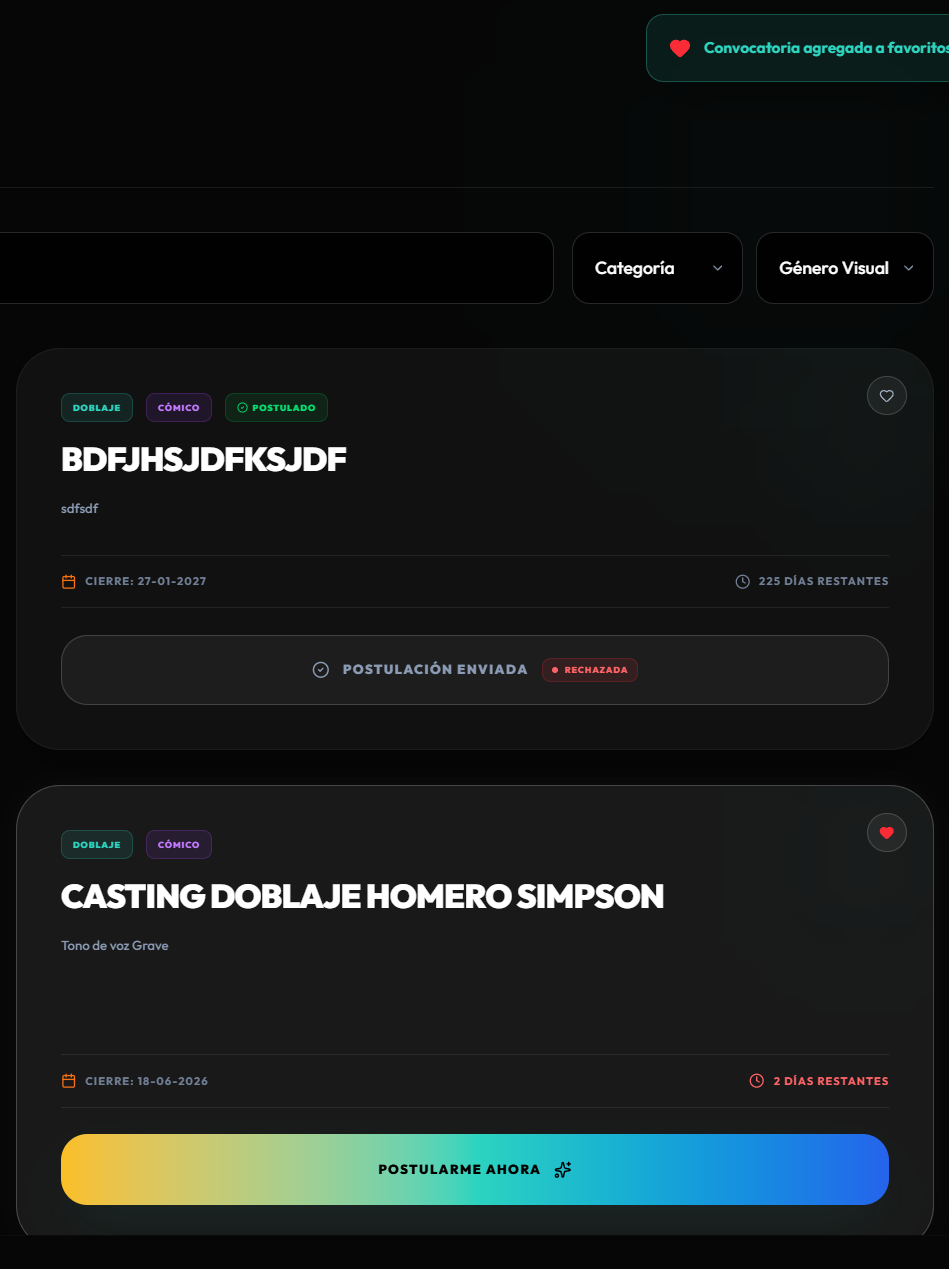 Convocatoria agregada a favoritos
Categoría
Género Visual
DOBLAJE
CÓMICO
POSTULADO
BDFJHSJDFKSJDF
sdfsdf
CIERRE: 27-01-2027
225 DÍAS RESTANTES
POSTULACIÓN ENVIADA
RECHAZADA
DOBLAJE
CÓMICO
CASTING DOBLAJE HOMERO SIMPSON
Tono de voz Grave
CIERRE: 18-06-2026
2 DÍAS RESTANTES
POSTULARME AHORA